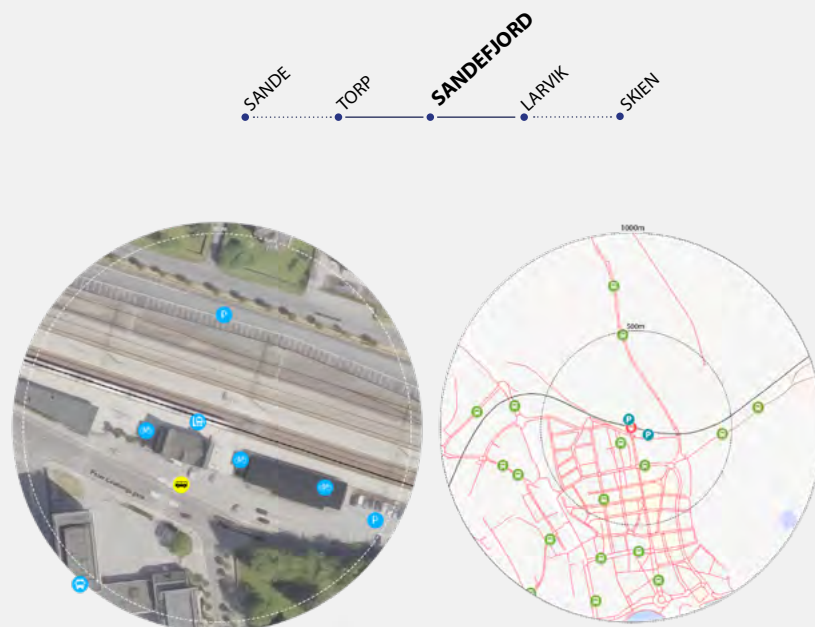 SANDE
TORP
SANDEFJORD
LARVIK
SKIEN
1000m
500m
P
P
P
P